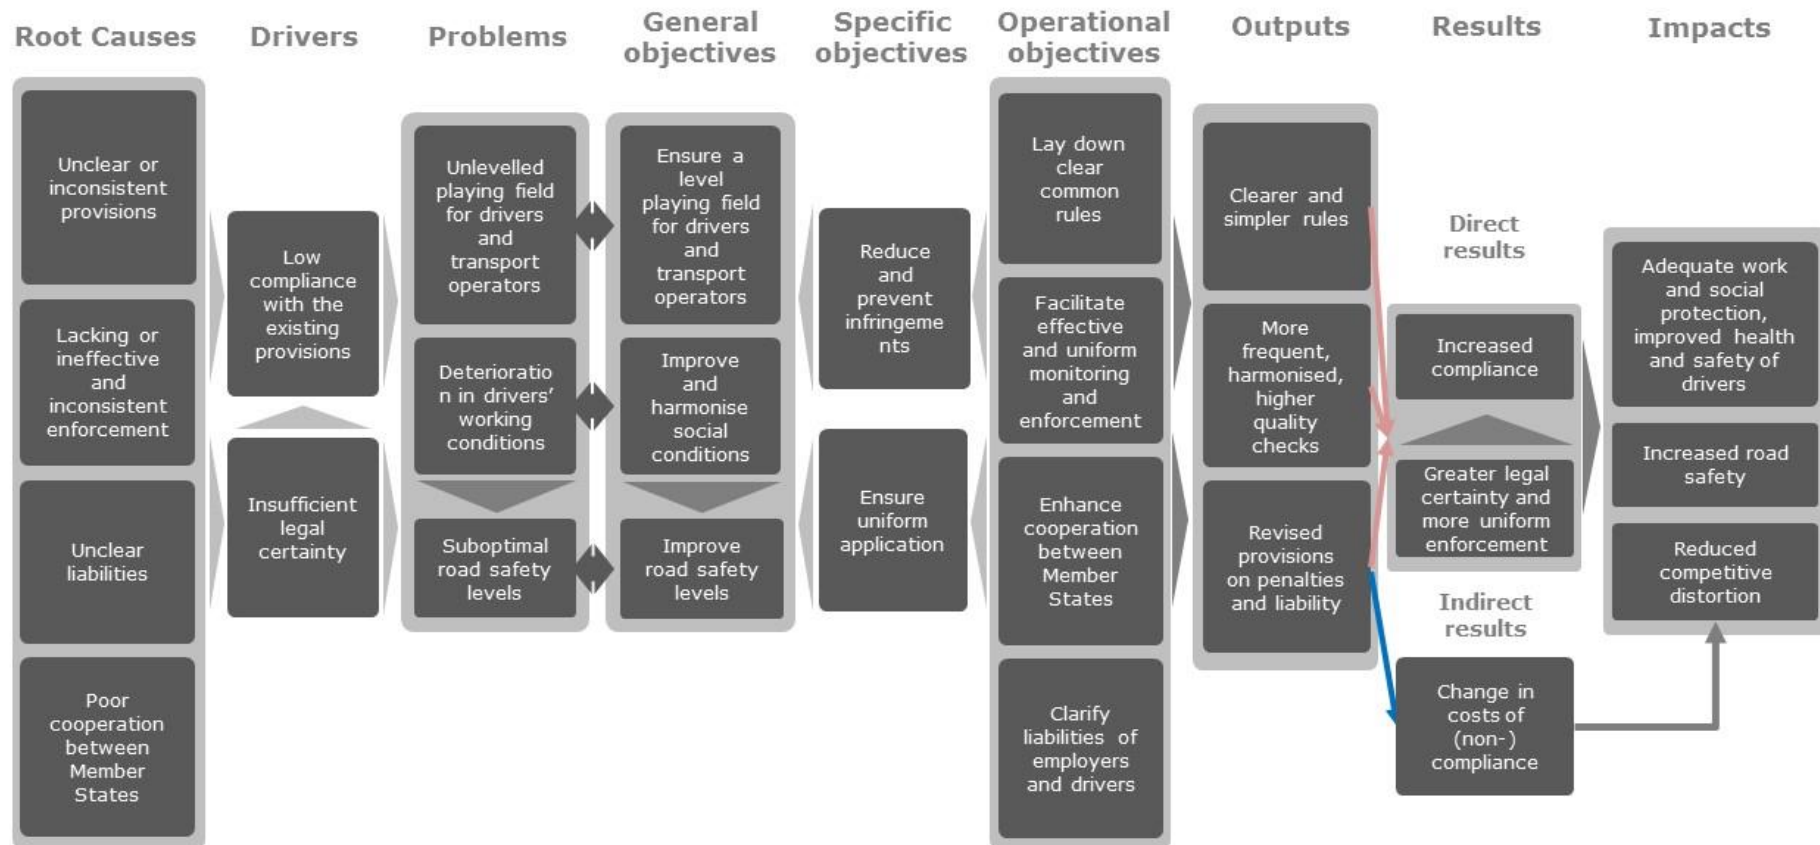 Root Causes
Drivers
Problems
General
objectives
Specific
objectives
Operational
objectives
Outputs
Results
Impacts
Unclear or
inconsistent
provisions
Lacking or
ineffective
and
inconsistent
enforcement
Unclear
liabilities
Poor
cooperation
between
Member
States
Low
compliance
with the
existing
provisions
Insufficient
legal
certainty
Unlevelled
playing field
for drivers
and
transport
operators
Deterioratio
n in drivers’
working
conditions
Suboptimal
road safety
levels
Ensure a
level
playing field
for drivers
and
transport
operators
Improve
and
harmonise
social
conditions
Improve
road safety
levels
Reduce
and
prevent
infringeme
nts
Ensure
uniform
application
Lay down
clear
common
rules
Facilitate
effective
and uniform
monitoring
and
enforcement
Enhance
cooperation
between
Member
States
Clarify
liabilities of
employers
and drivers
Clearer and
simpler rules
More
frequent,
harmonised,
higher
quality
checks
Revised
provisions
on penalties
and liability
Direct
results
Increased
compliance
Greater legal
certainty and
more uniform
enforcement
Indirect
results
Change in
costs of
(non-)
compliance
Adequate work
and social
protection,
improved health
and safety of
drivers
Increased road
safety
Reduced
competitive
distortion